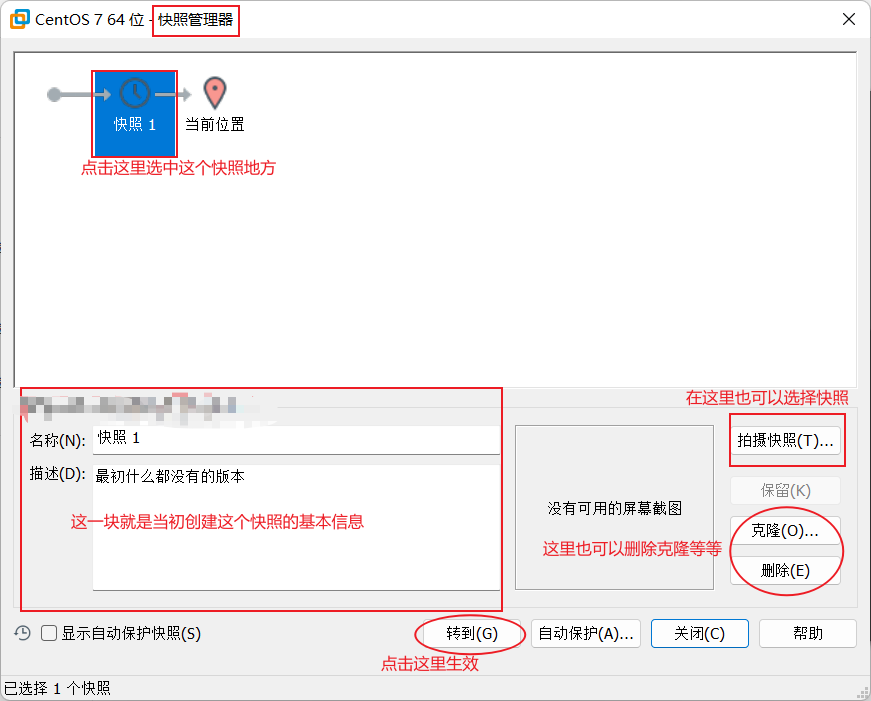 CentOS 7 64 位 - 快照管理器
快照 1
当前位置
点击这里选中这个快照地方
在这里也可以选择快照
名称(N):
快照 1
拍摄快照(T)...
描述(D):
最初什么都没有的版本
保留(K)
没有可用的屏幕截图
这一块就是当初创建这个快照的基本信息
克隆(O)...
这里也可以删除克隆等等
删除(E)
显示自动保护快照(S)
转到(G)
自动保护(A)...
关闭(C)
帮助
点击这里生效
已选择 1 个快照